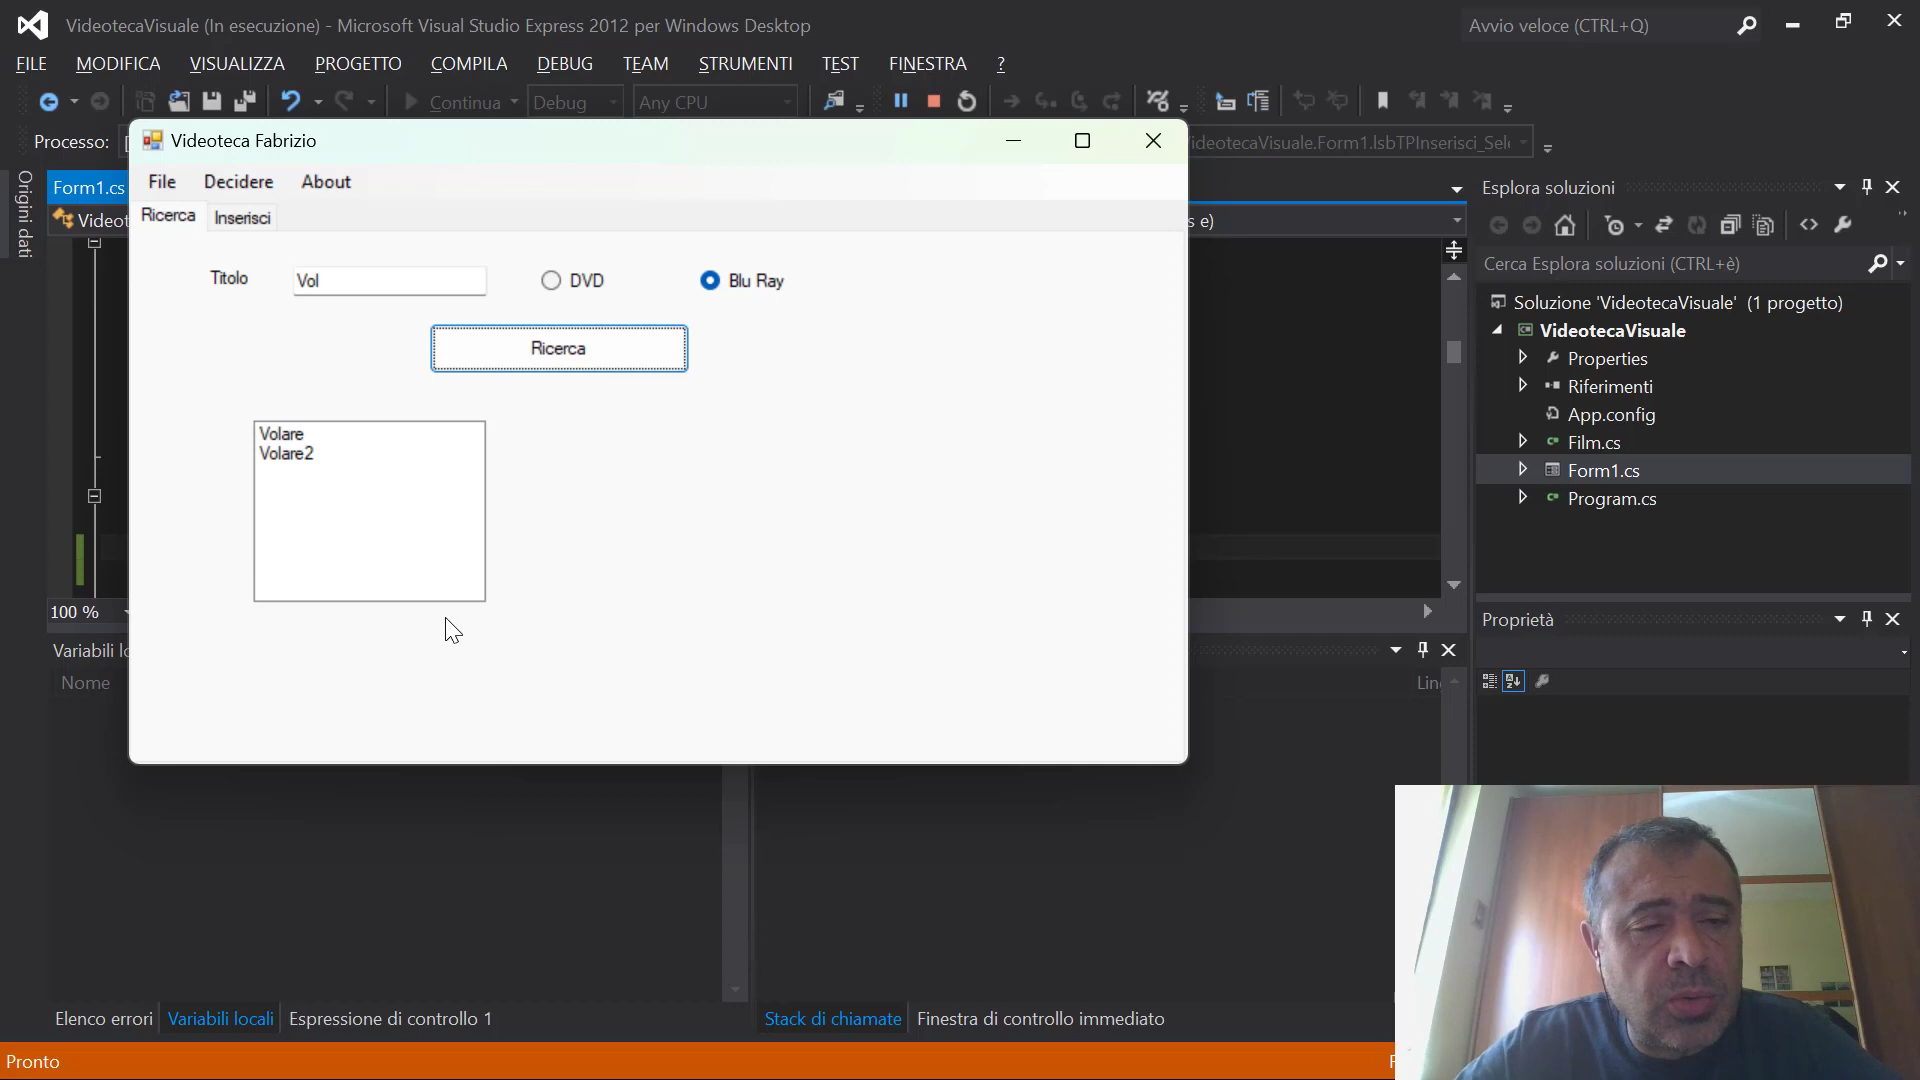 VideotecaVisuale (In esecuzione) - Microsoft Visual Studio Express 2012 per Windows Desktop
Avvio veloce (CTRL+Q)
FILE MODIFICA VISUALIZZA PROGETTO COMPILA DEBUG TEAM STRUMENTI TEST FINESTRA ?
Continua Debug Any CPU
Processo:
ideotecaVisuale.Form1.lsbTPInserisci_Sel
Videoteca Fabrizio
File Decidere About
Ricerca Inserisci
Titolo Vol DVD Blu Ray
Ricerca
Volare
Volare2
Origini dati
Form1.cs
Videot
s e)
100 %
Variabili lo
Nome
Lin
Esplora soluzioni
Cerca Esplora soluzioni (CTRL+è)
Soluzione 'VideotecaVisuale' (1 progetto)
VideotecaVisuale
Properties
Riferimenti
App.config
Film.cs
Form1.cs
Program.cs
Proprietà
Elenco errori Variabili locali Espressione di controllo 1
Stack di chiamate Finestra di controllo immediato
Pronto